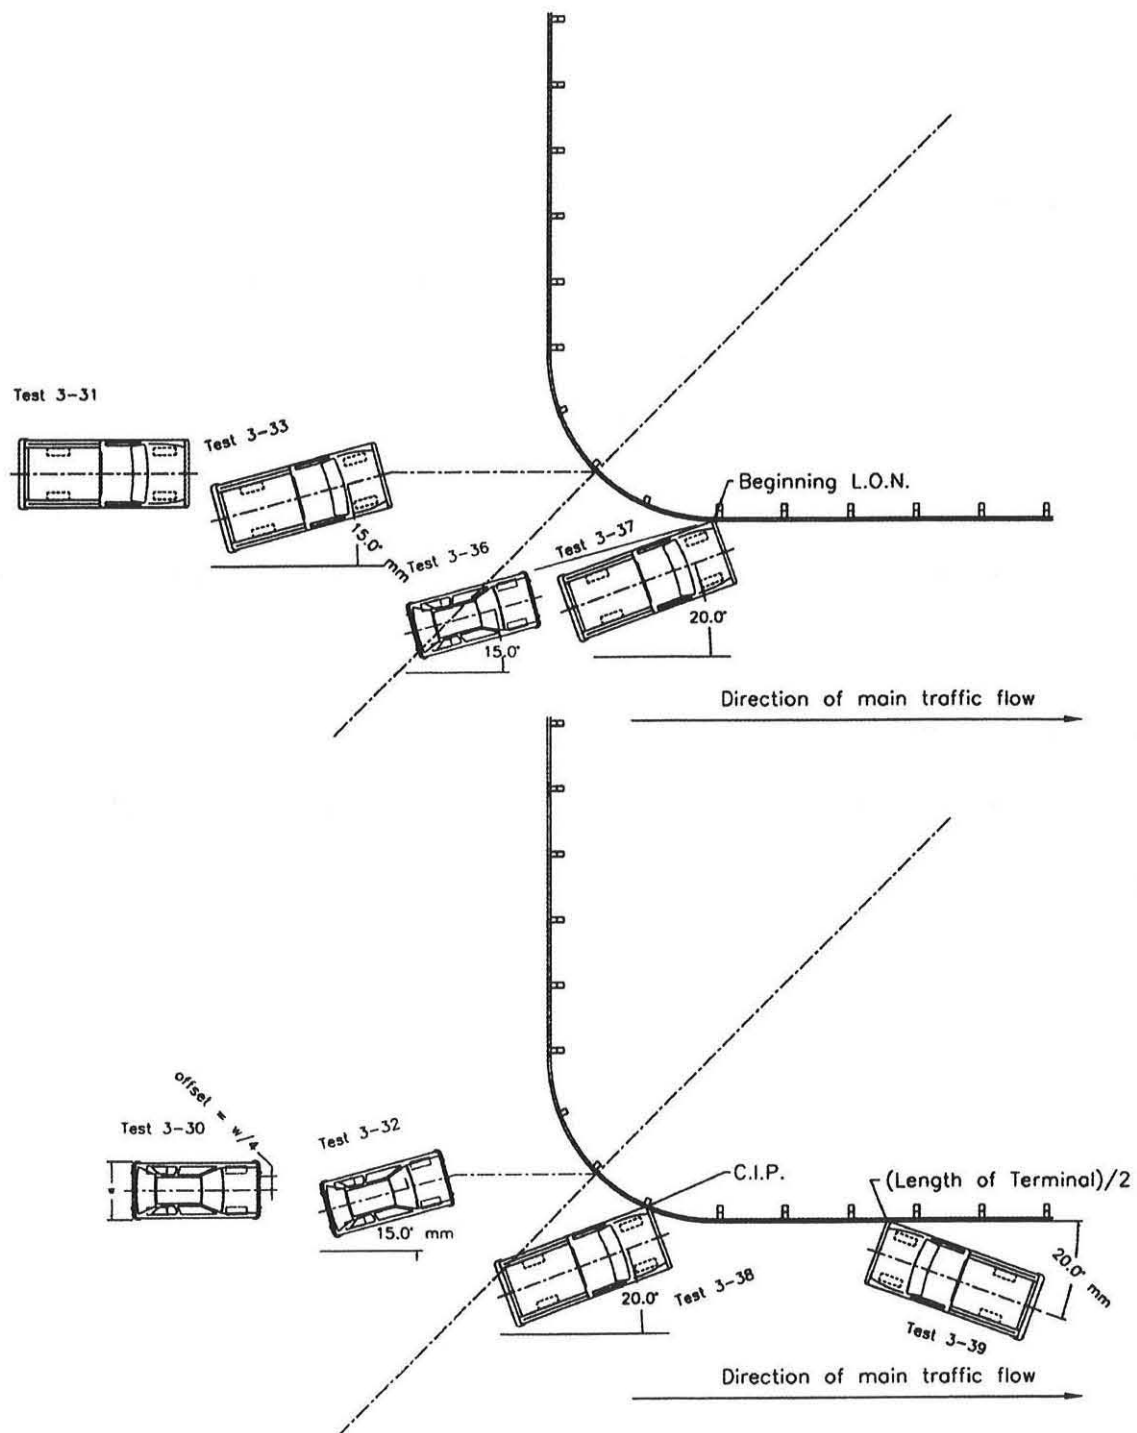 Test 3-31
Test 3-33
15.0° mm
Test 3-36
15.0°
Test 3-37
20.0°
Beginning L.O.N.
Direction of main traffic flow
offset = w/4
Test 3-30
Test 3-32
15.0° mm
C.I.P.
(Length of Terminal)/2
20.0°
Test 3-38
20.0° mm
Test 3-39
Direction of main traffic flow